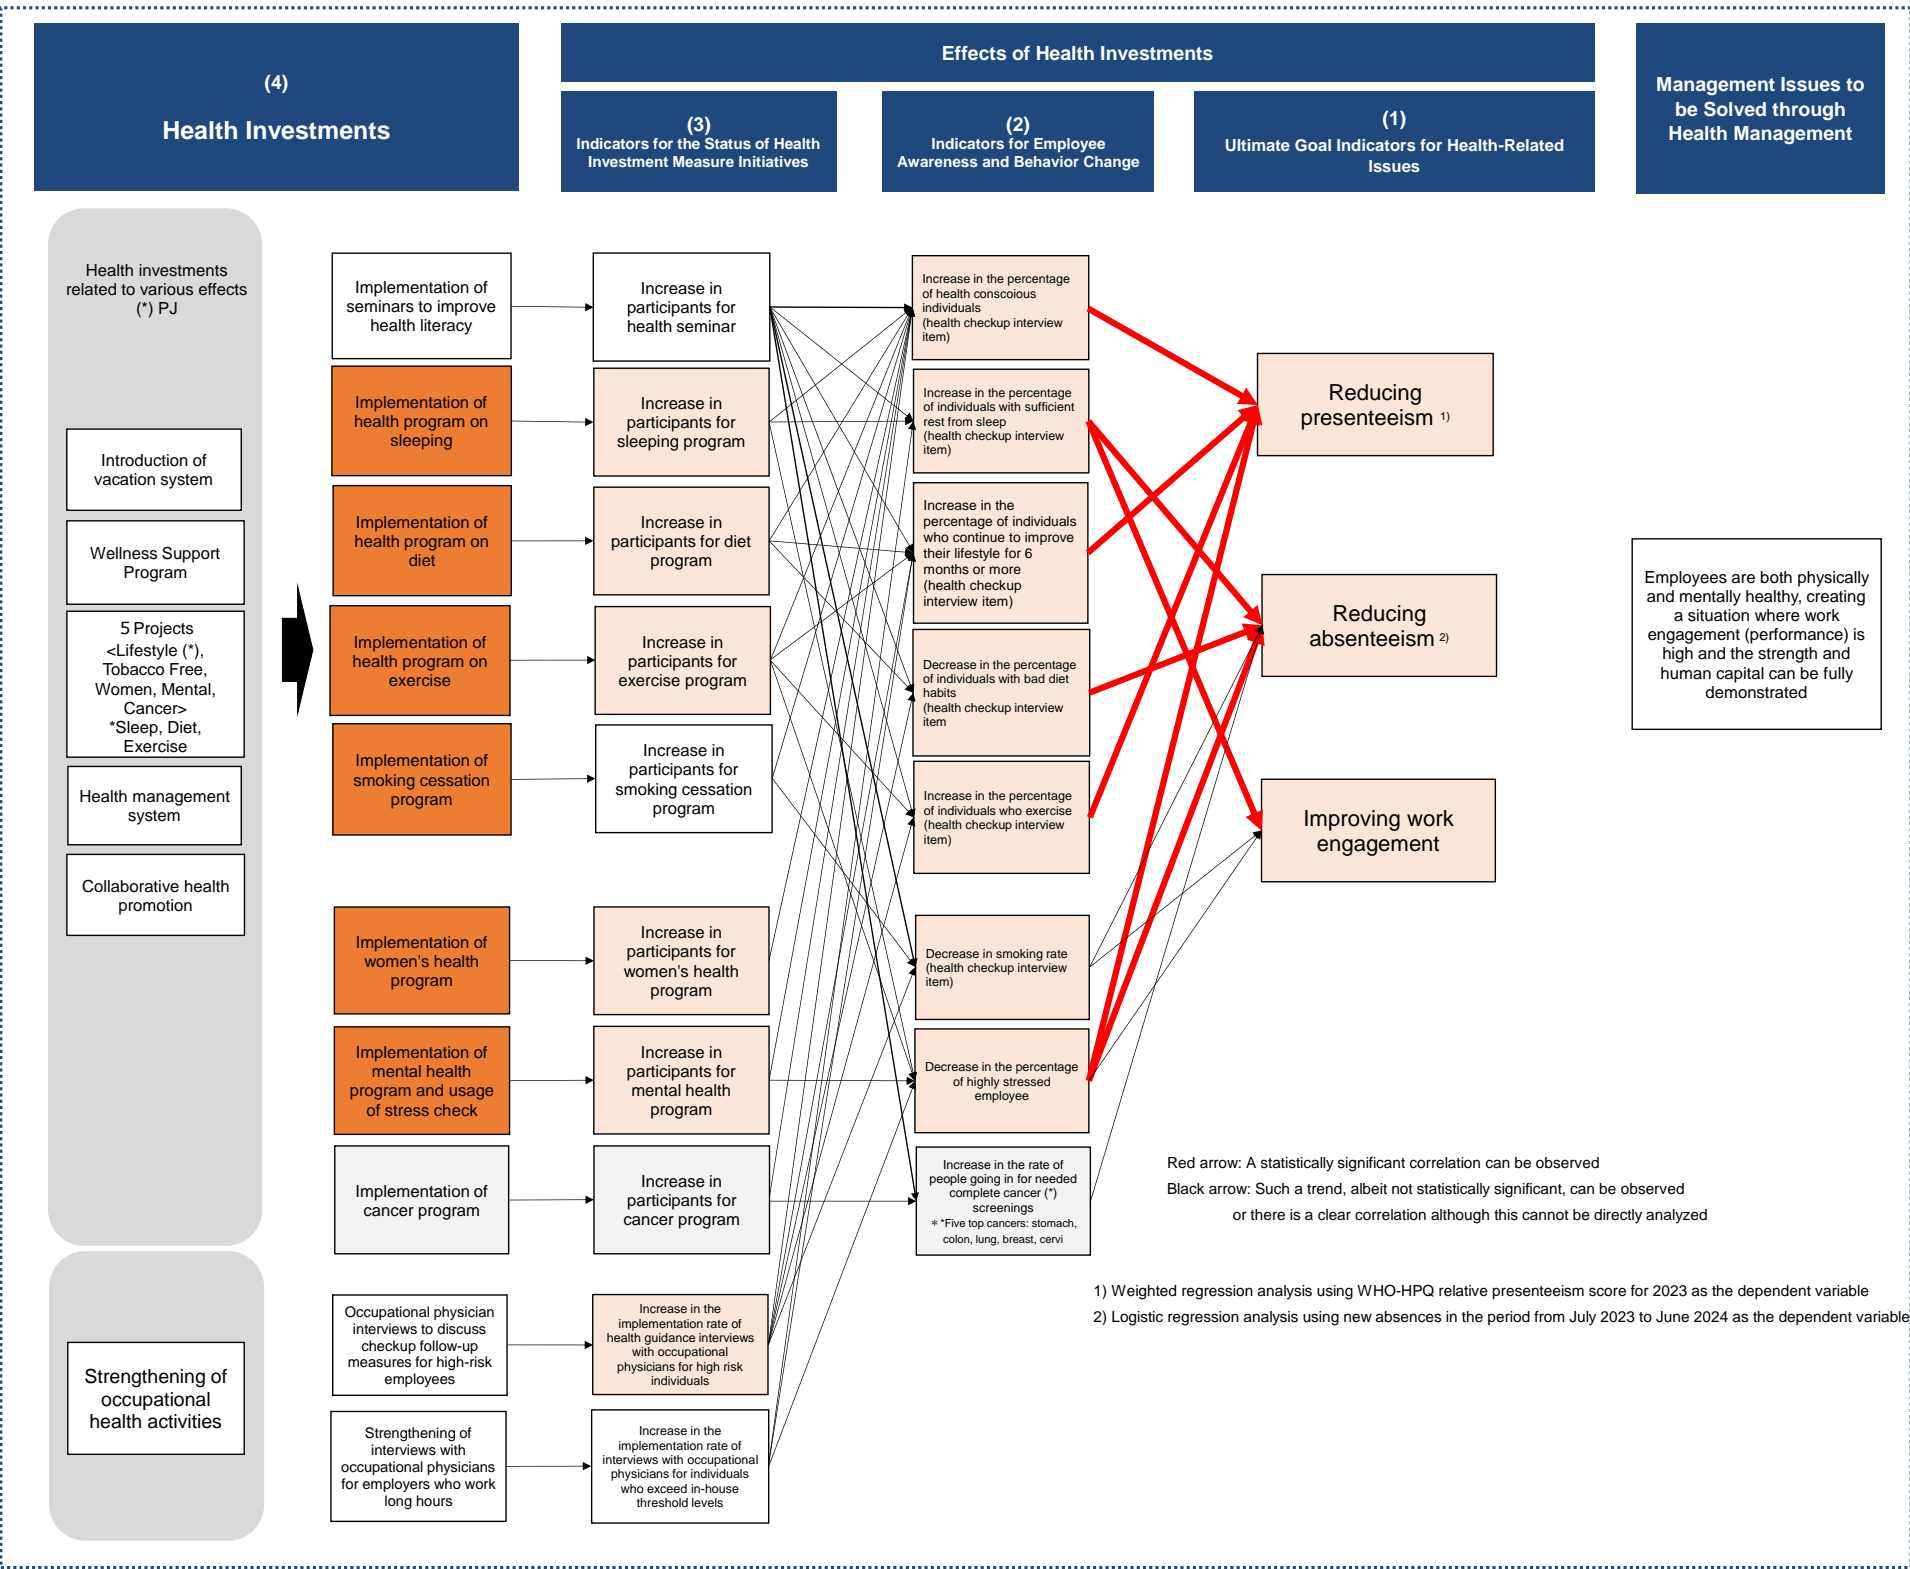 (4)
Health Investments
Effects of Health Investments
(3)
Indicators for the Status of Health
Investment Measure Initiatives
(2)
Indicators for Employee
Awareness and Behavior Change
(1)
Ultimate Goal Indicators for Health-Related
Issues
Management Issues to
be Solved through
Health Management
Health investments
related to various effects
(*) PJ
Introduction of
vacation system
Wellness Support
Program
5 Projects
<Lifestyle (*),
Tobacco Free,
Women, Mental,
Cancer>
*Sleep, Diet,
Exercise
Health management
system
Collaborative health
promotion
Strengthening of
occupational
health activities
Implementation of
seminars to improve
health literacy
Implementation of
health program on
sleeping
Implementation of
health program on
diet
Implementation of
health program on
exercise
Implementation of
smoking cessation
program
Implementation of
women's health
program
Implementation of
mental health
program and usage
of stress check
Implementation of
cancer program
Occupational physician
interviews to discuss
checkup follow-up
measures for high-risk
employees
Strengthening of
interviews with
occupational physicians
for employers who work
long hours
Increase in
participants for
health seminar
Increase in
participants for
sleeping program
Increase in
participants for diet
program
Increase in
participants for
exercise program
Increase in
participants for
smoking cessation
program
Increase in
participants for
women's health
program
Increase in
participants for
mental health
program
Increase in
participants for
cancer program
Increase in the
implementation rate of
health guidance interviews
with occupational
physicians for high risk
individuals
Increase in the
implementation rate of
interviews with occupational
physicians for individuals
who exceed in-house
threshold levels
Increase in the percentage
of health conscoious
individuals
(health checkup interview
item)
Increase in the percentage
of individuals with sufficient
rest from sleep
(health checkup interview
item)
Increase in the
percentage of individuals
who continue to improve
their lifestyle for 6
months or more
(health checkup
interview item)
Decrease in the percentage
of individuals with bad diet
habits
(health checkup interview
item
Increase in the percentage
of individuals who exercise
(health checkup interview
item)
Decrease in smoking rate
(health checkup interview
item)
Decrease in the percentage
of highly stressed
employee
Increase in the rate of
people going in for needed
complete cancer (*)
screenings
＊*Five top cancers: stomach,
colon, lung, breast, cervi
Reducing
presenteeism 1)
Reducing
absenteeism 2)
Improving work
engagement
Employees are both physically
and mentally healthy, creating
a situation where work
engagement (performance) is
high and the strength and
human capital can be fully
demonstrated
Red arrow: A statistically significant correlation can be observed
Black arrow: Such a trend, albeit not statistically significant, can be observed
or there is a clear correlation although this cannot be directly analyzed
1) Weighted regression analysis using WHO-HPQ relative presenteeism score for 2023 as the dependent variable
2) Logistic regression analysis using new absences in the period from July 2023 to June 2024 as the dependent variable